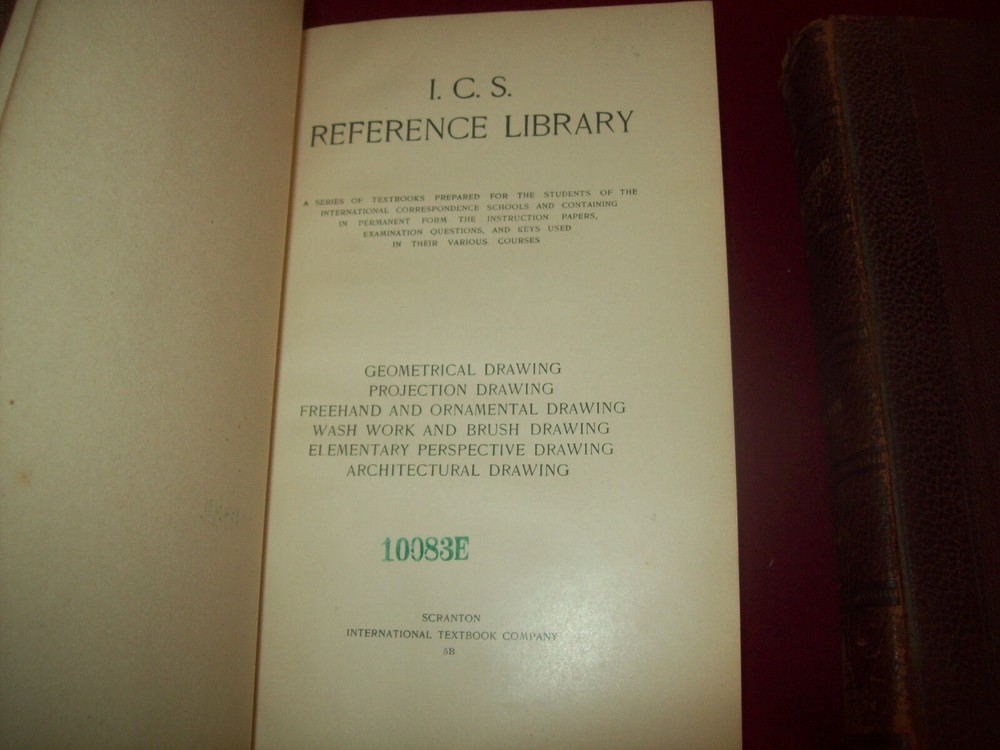 I. C. S.
REFERENCE LIBRARY
A SERIES OF TEXTBOOKS PREPARED FOR THE STUDENTS OF THE
INTERNATIONAL CORRESPONDENCE SCHOOLS AND CONTAINING
IN PERMANENT FORM THE INSTRUCTION PAPERS,
EXAMINATION QUESTIONS, AND KEYS USED
IN THEIR VARIOUS COURSES
GEOMETRICAL DRAWING
PROJECTION DRAWING
FREEHAND AND ORNAMENTAL DRAWING
WASH WORK AND BRUSH DRAWING
ELEMENTARY PERSPECTIVE DRAWING
ARCHITECTURAL DRAWING
10083E
SCRANTON
INTERNATIONAL TEXTBOOK COMPANY
5B